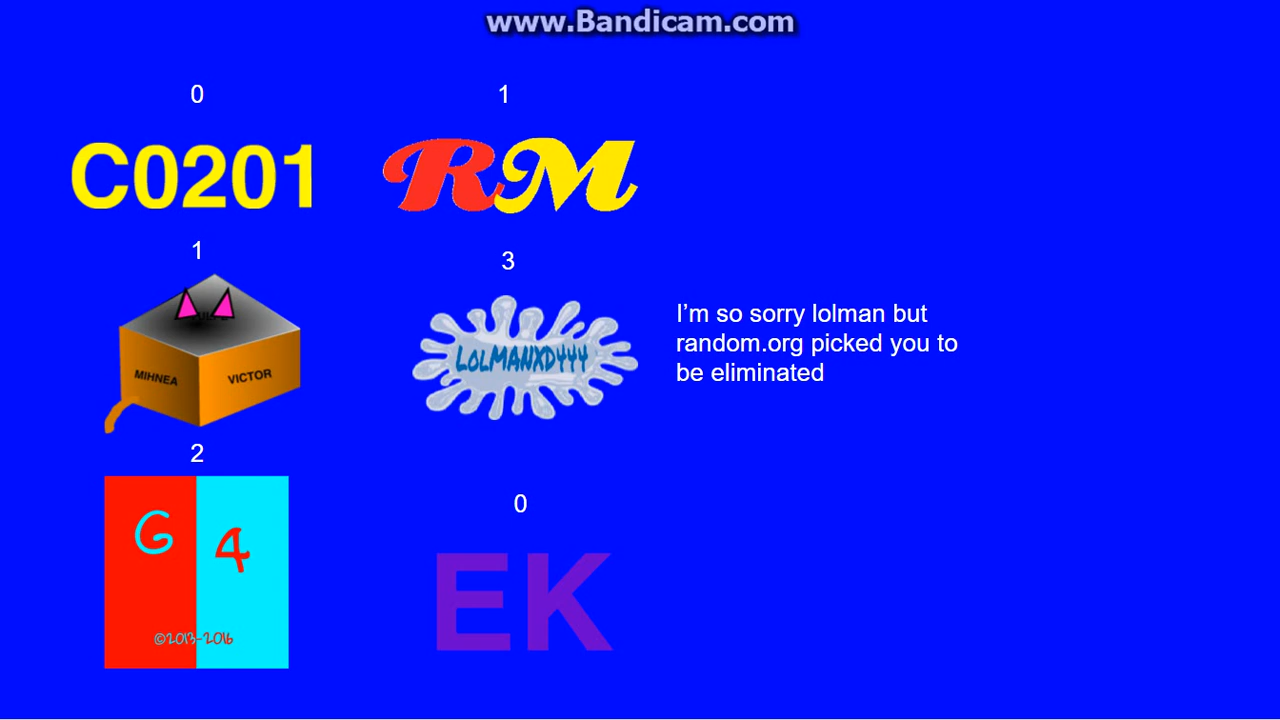 www.Bandicam.com
0
1
C0201
RM
1
3
MIHNEA
VICTOR
LOLMANXD444
I'm so sorry lolman but
random.org picked you to
be eliminated
2
0
G
4
©2013-2016
EK